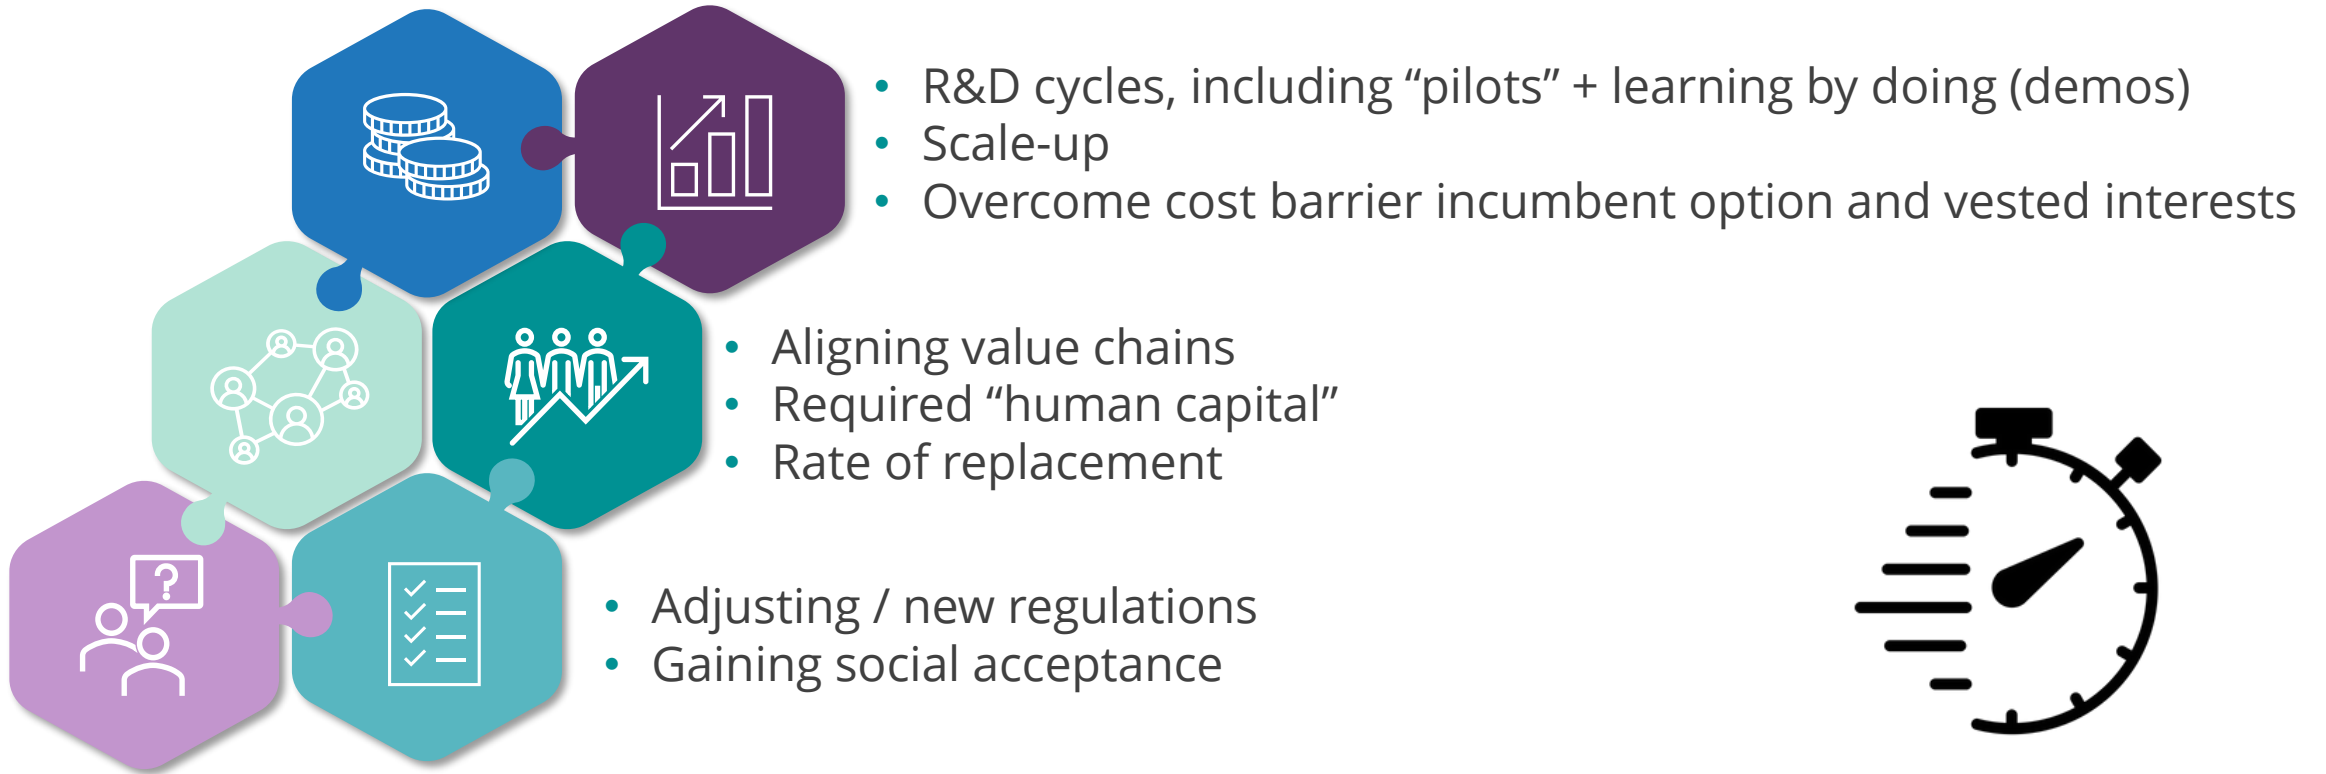 • R&D cycles, including “pilots” + learning by doing (demos)
• Scale-up
• Overcome cost barrier incumbent option and vested interests
• Aligning value chains
• Required “human capital”
• Rate of replacement
?
• Adjusting / new regulations
• Gaining social acceptance